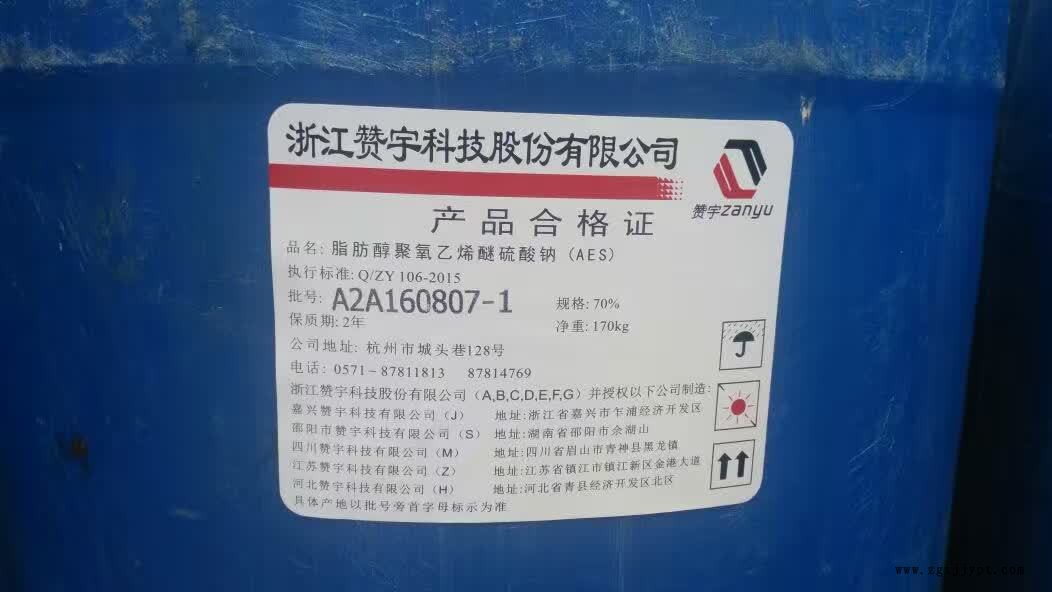 浙江赞宇科技股份有限公司
赞宇zanyu
产品合格证
品名: 脂肪醇聚氧乙烯醚硫酸钠 (AES)
执行标准: Q/ZY 106-2015
批号: A2A160807-1 规格: 70%
保质期: 2年 净重: 170kg
公司地址: 杭州市城头巷128号
电话: 0571-87811813 87814769
浙江赞宇科技股份有限公司 (A,B,C,D,E,F,G) 并授权以下公司制造:
嘉兴赞宇科技有限公司 (J) 地址: 浙江省嘉兴市乍浦经济开发区
邵阳市赞宇科技有限公司 (S) 地址: 湖南省邵阳市佘湖山
四川赞宇科技有限公司 (M) 地址: 四川省眉山市青神县黑龙镇
江苏赞宇科技有限公司 (Z) 地址: 江苏省镇江市镇江新区金港大道
河北赞宇科技有限公司 (H) 地址: 河北省青县经济开发区北区
具体产地以批号旁首字母标示为准